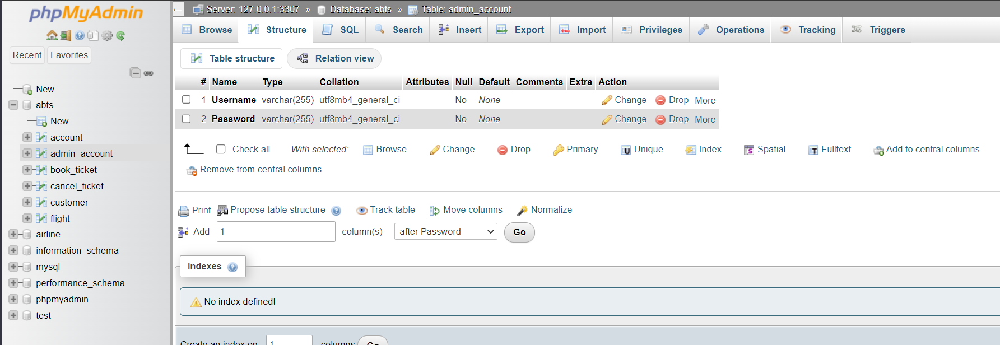 phpMyAdmin
Recent Favorites
New
abts
New
account
admin_account
book_ticket
cancel_ticket
customer
flight
airline
information_schema
mysql
performance_schema
phpmyadmin
test
← Server: 127.0.0.1:3307 » Database: abts » Table: admin_account
Browse Structure SQL Search Insert Export Import Privileges Operations Tracking Triggers
Table structure Relation view
# Name Type Collation Attributes Null Default Comments Extra Action
1 Username varchar(255) utf8mb4_general_ci No None Change Drop More
2 Password varchar(255) utf8mb4_general_ci No None Change Drop More
Check all With selected: Browse Change Drop Primary Unique Index Spatial Fulltext Add to central columns
Remove from central columns
Print Propose table structure Track table Move columns Normalize
Add 1 column(s) after Password Go
Indexes
No index defined!
Create an index on 1 columns Go